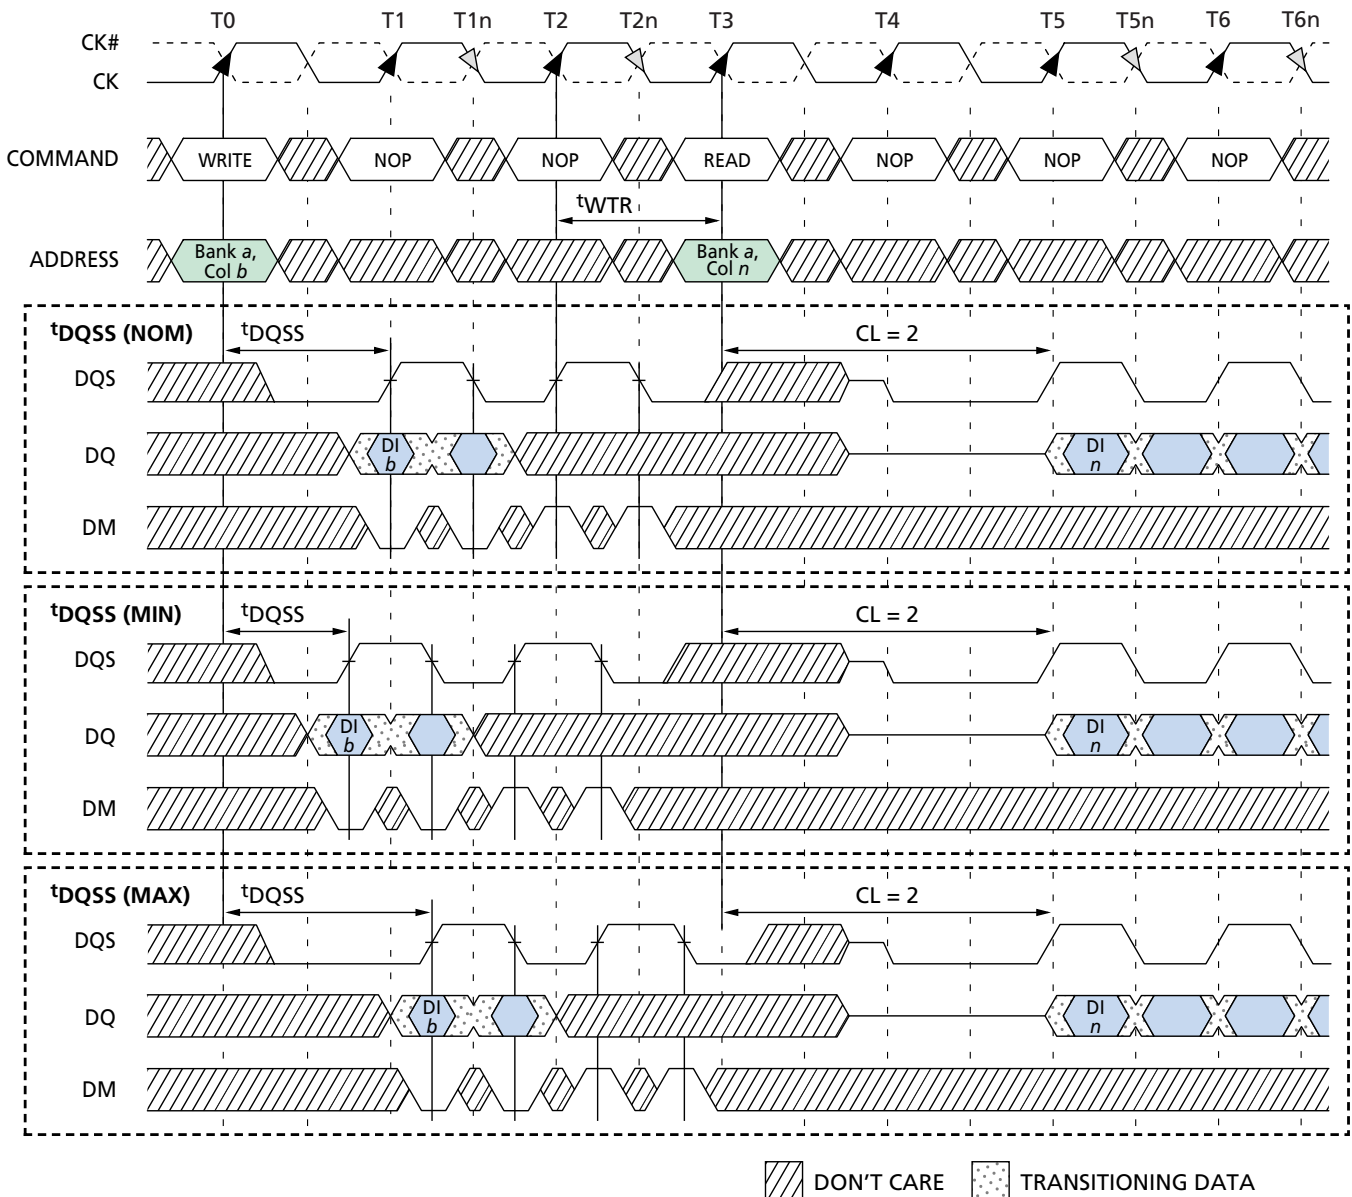 T0 T1 T1n T2 T2n T3 T4 T5 T5n T6 T6n
CK#
CK
COMMAND WRITE NOP NOP READ NOP NOP NOP
tWTR
ADDRESS Bank a, Col b Bank a, Col n
tDQSS (NOM) tDQSS CL = 2
DQS
DQ DI b DI n
DM
tDQSS (MIN) tDQSS CL = 2
DQS
DQ DI b DI n
DM
tDQSS (MAX) tDQSS CL = 2
DQS
DQ DI b DI n
DM
DON'T CARE TRANSITIONING DATA